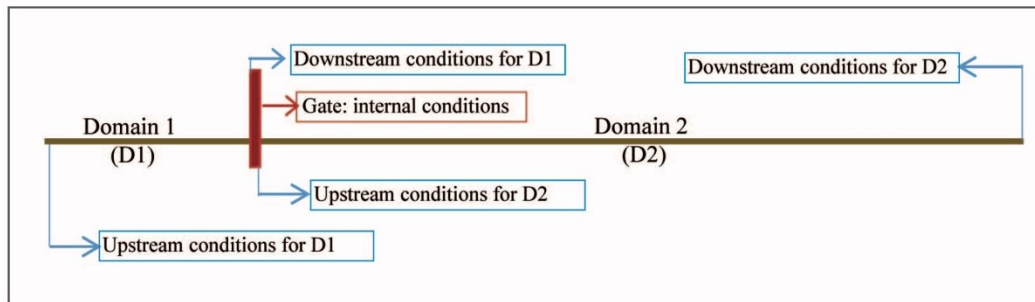 Downstream conditions for D1
Downstream conditions for D2
Gate: internal conditions
Domain 1
(D1)
Domain 2
(D2)
Upstream conditions for D2
Upstream conditions for D1